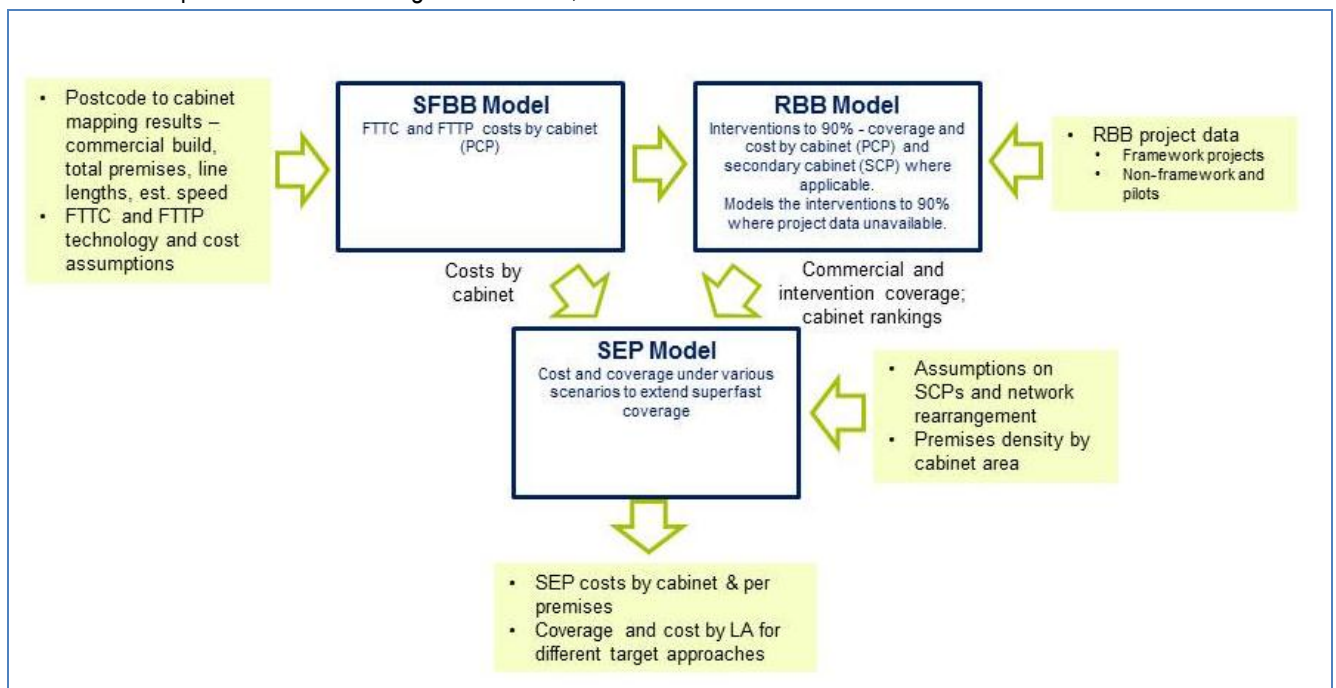 • Postcode to cabinet
mapping results –
commercial build,
total premises, line
lengths, est. speed
• FTTC and FTTP
technology and cost
assumptions
SFBB Model
FTTC and FTTP costs by cabinet
(PCP)
RBB Model
Interventions to 90% - coverage and
cost by cabinet (PCP) and
secondary cabinet (SCP) where
applicable.
Models the interventions to 90%
where project data unavailable.
• RBB project data
• Framework projects
• Non-framework and
pilots
Costs by
cabinet
Commercial and
intervention coverage;
cabinet rankings
SEP Model
Cost and coverage under various
scenarios to extend superfast
coverage
• Assumptions on
SCPs and network
rearrangement
• Premises density by
cabinet area
• SEP costs by cabinet & per
premises
• Coverage and cost by LA for
different target approaches